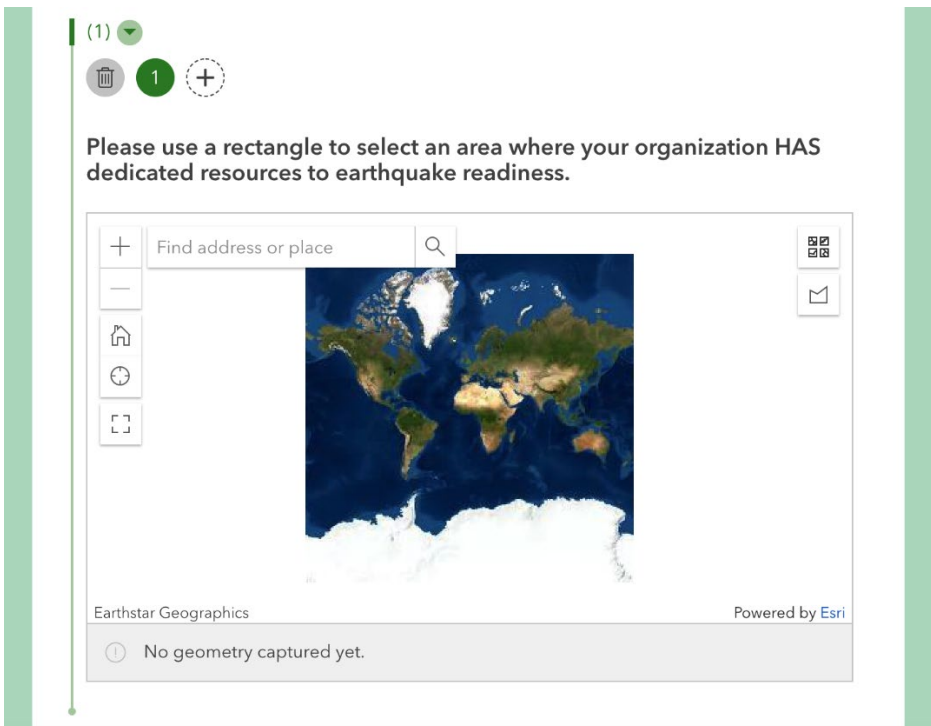 (1)
1
Please use a rectangle to select an area where your organization HAS
dedicated resources to earthquake readiness.
Find address or place
Earthstar Geographics
Powered by Esri
No geometry captured yet.